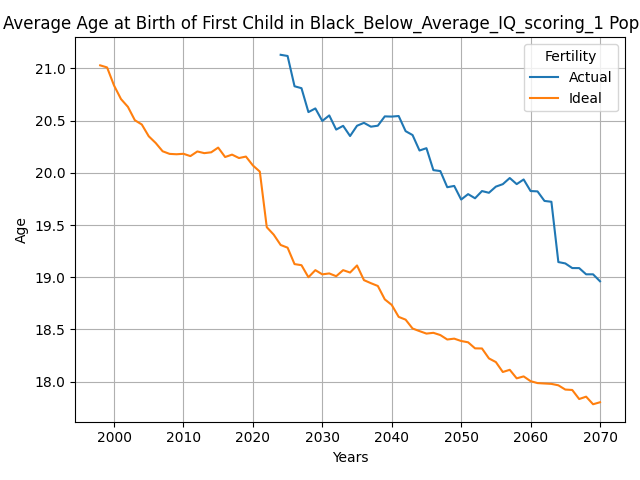 Average Age at Birth of First Child in Black_Below_Average_IQ_scoring_1 Pop
Fertility
Actual
Ideal
21.0
20.5
20.0
19.5
19.0
18.5
18.0
Age
2000 2010 2020 2030 2040 2050 2060 2070
Years